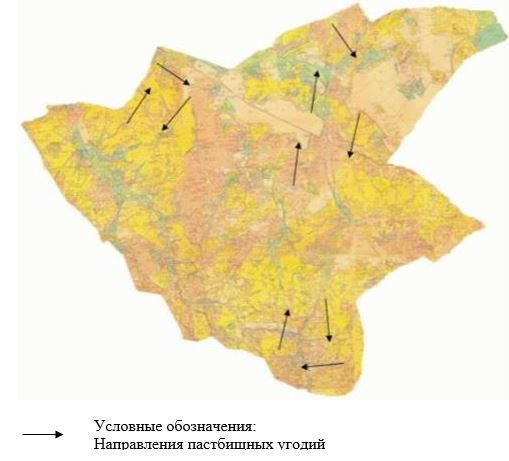 Условные обозначения:
Направления пастбищных угодий